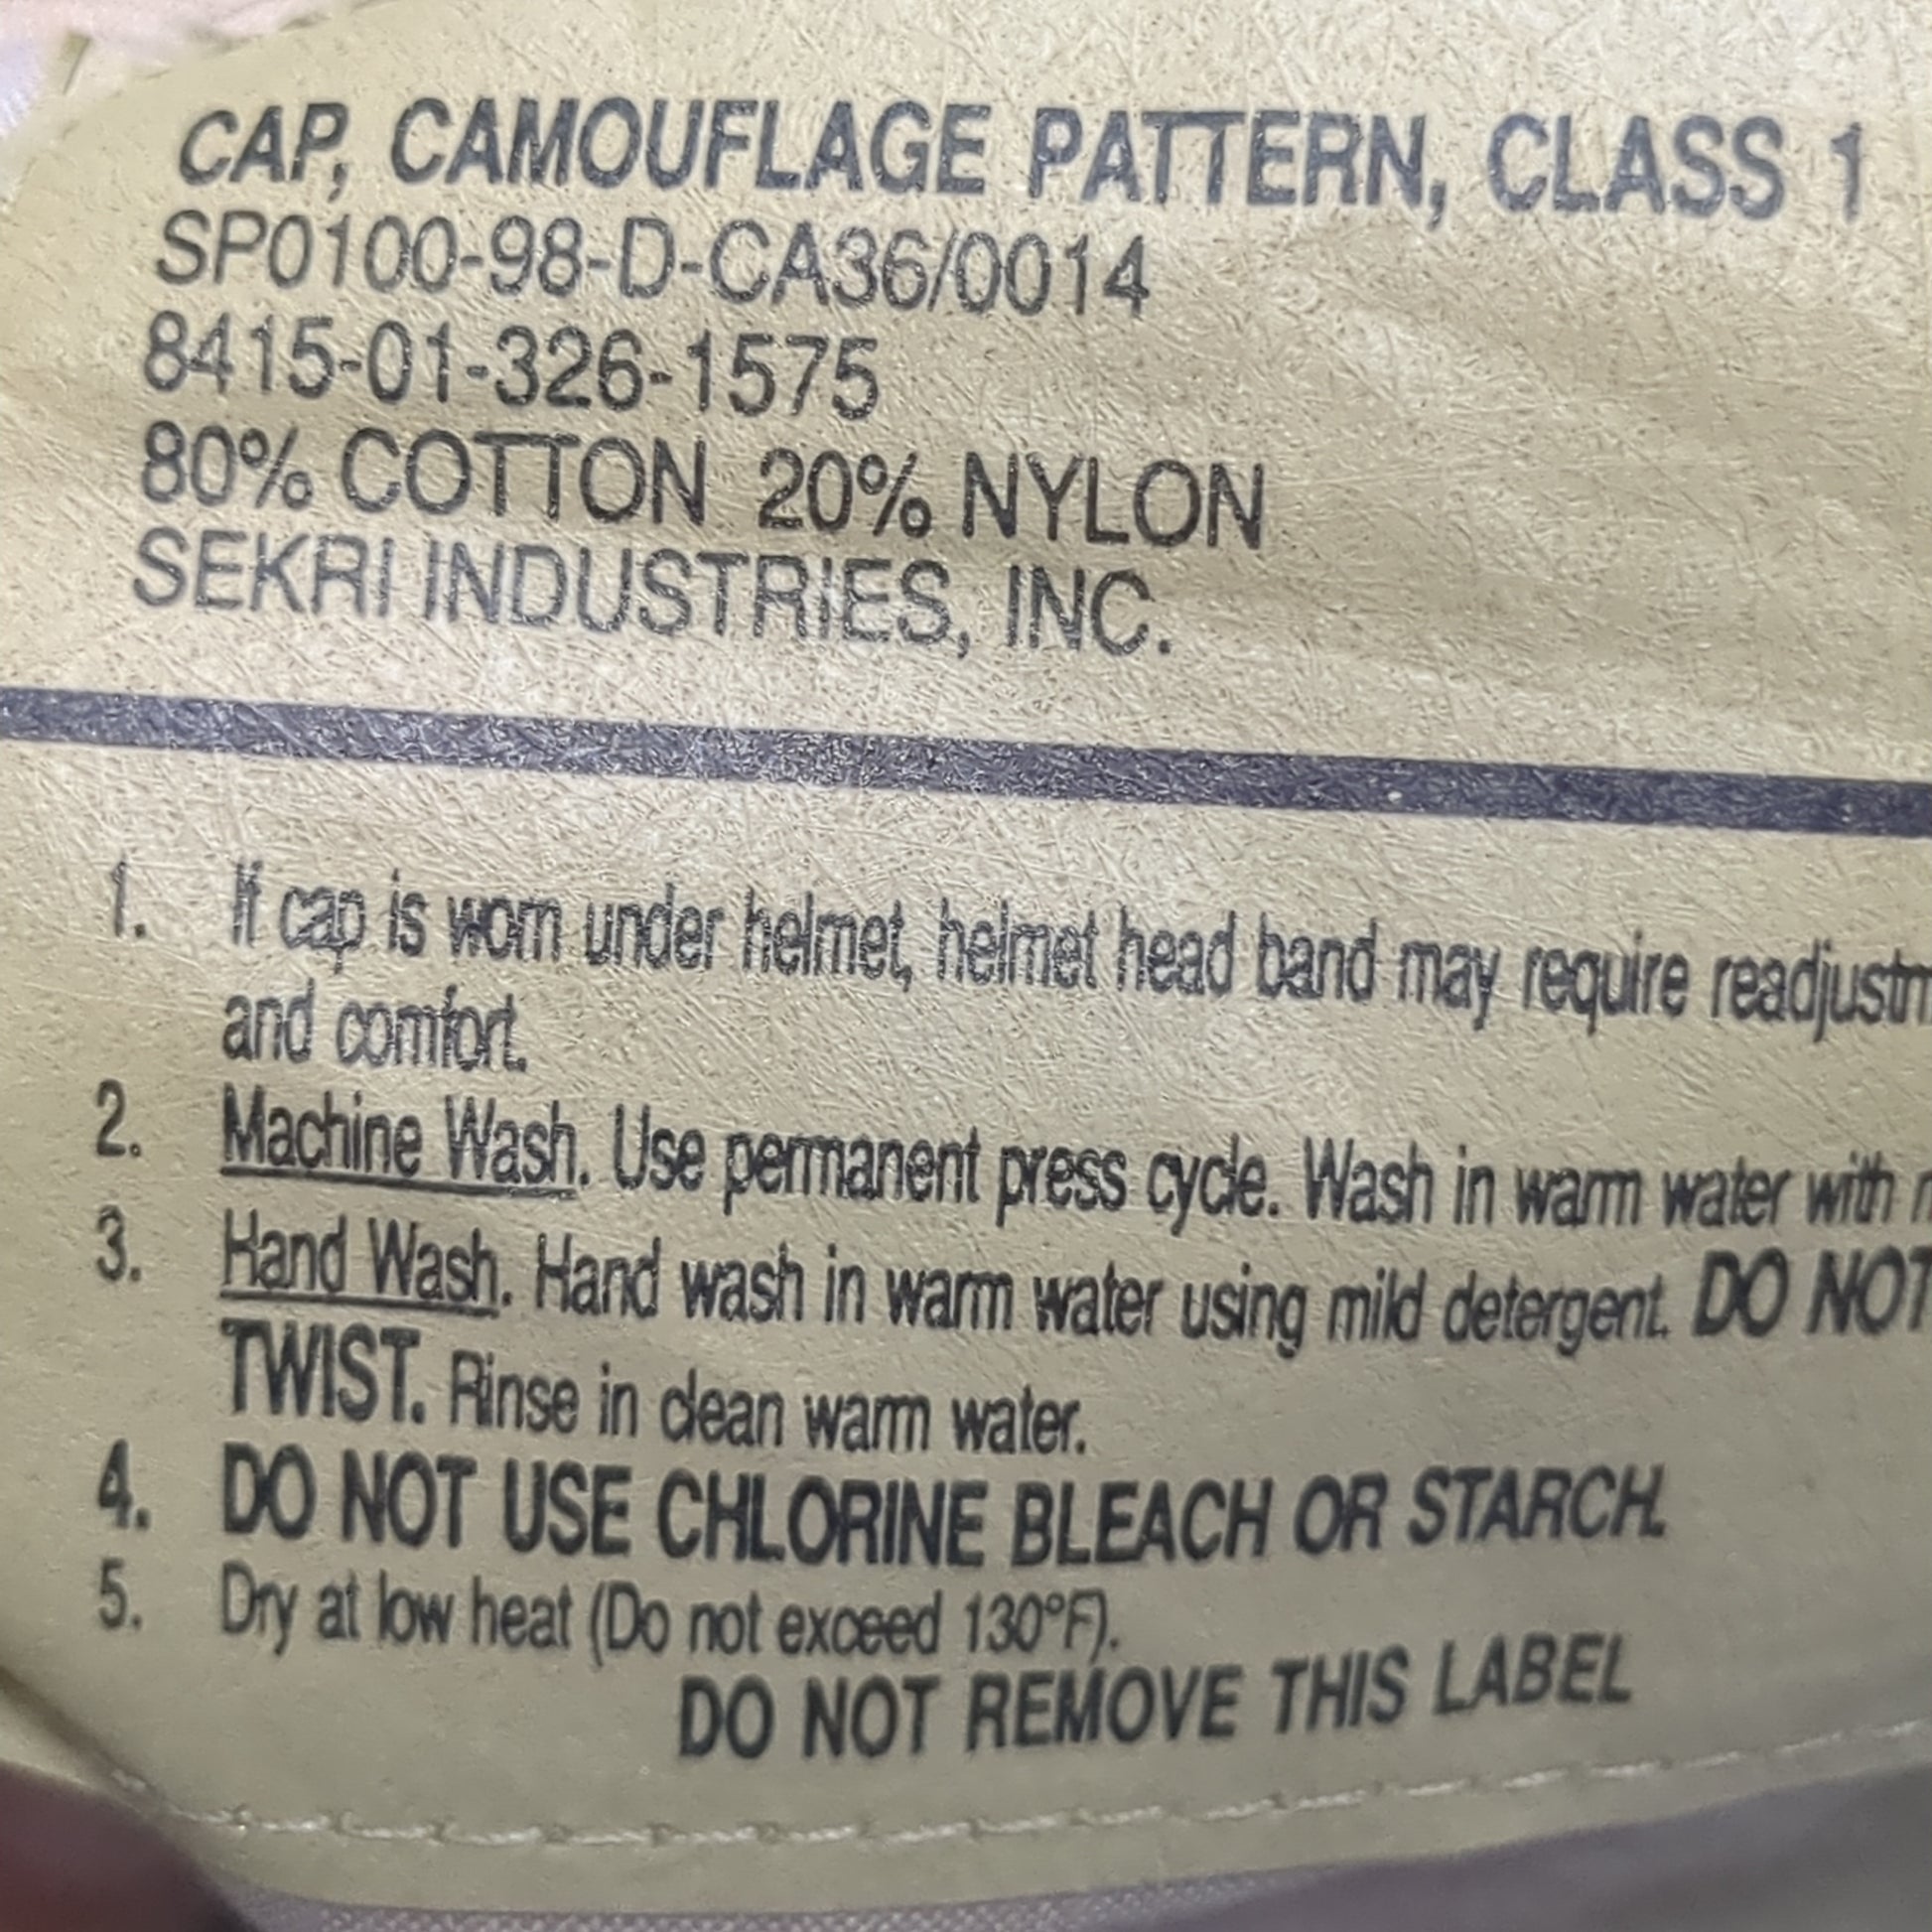 CAP, CAMOUFLAGE PATTERN, CLASS 1
SP0100-98-D-CA36/0014
8415-01-326-1575
80% COTTON 20% NYLON
SEKRI INDUSTRIES, INC.
1. If cap is worn under helmet, helmet head band may require
and comfort.
2. Machine Wash. Use permanent press cycle. Wash in warm water with
3. Hand Wash. Hand wash in warm water using mild detergent. DO NOT
TWIST. Rinse in clean warm water.
4. DO NOT USE CHLORINE BLEACH OR STARCH.
5. Dry at low heat (Do not exceed 130°F).
DO NOT REMOVE THIS LABEL